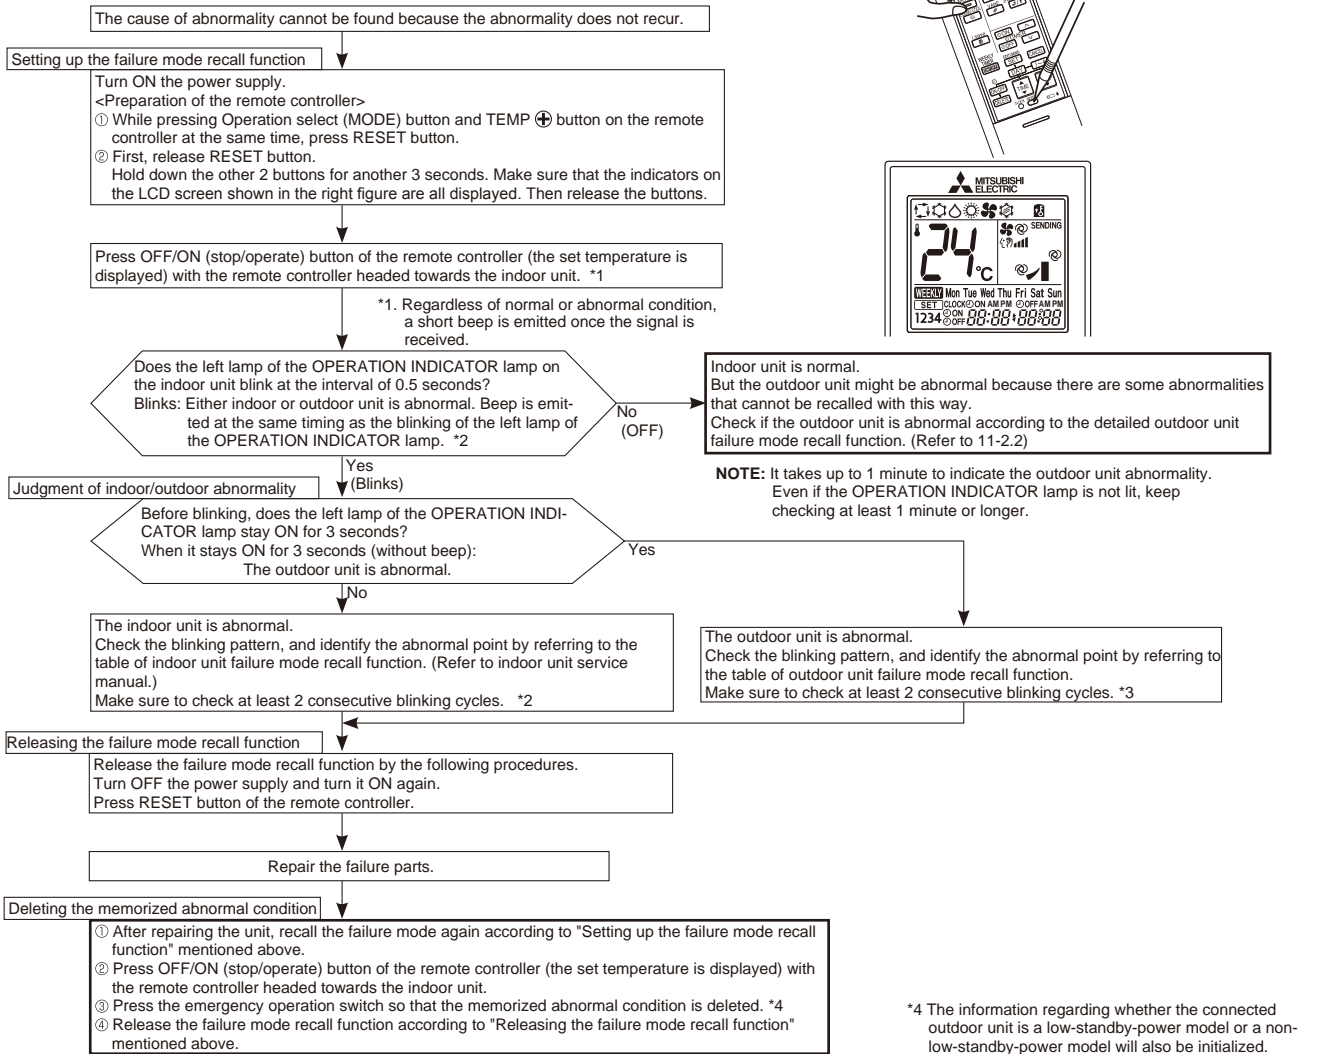 The cause of abnormality cannot be found because the abnormality does not recur.
Setting up the failure mode recall function
Turn ON the power supply.
<Preparation of the remote controller>
① While pressing Operation select (MODE) button and TEMP ⊕ button on the remote
controller at the same time, press RESET button.
② First, release RESET button.
Hold down the other 2 buttons for another 3 seconds. Make sure that the indicators on
the LCD screen shown in the right figure are all displayed. Then release the buttons.
MITSUBISHI
ELECTRIC
SENDING
24°C
WEEKLY Mon Tue Wed Thu Fri Sat Sun
SET CLOCK ON AM PM OFF AM PM
1234 ON OFF 88:88 88:88
Press OFF/ON (stop/operate) button of the remote controller (the set temperature is
displayed) with the remote controller headed towards the indoor unit. *1
*1. Regardless of normal or abnormal condition,
a short beep is emitted once the signal is
received.
Does the left lamp of the OPERATION INDICATOR lamp on
the indoor unit blink at the interval of 0.5 seconds?
Blinks: Either indoor or outdoor unit is abnormal. Beep is emit-
ted at the same timing as the blinking of the left lamp of
the OPERATION INDICATOR lamp. *2
No
(OFF)
Indoor unit is normal.
But the outdoor unit might be abnormal because there are some abnormalities
that cannot be recalled with this way.
Check if the outdoor unit is abnormal according to the detailed outdoor unit
failure mode recall function. (Refer to 11-2.2)
NOTE: It takes up to 1 minute to indicate the outdoor unit abnormality.
Even if the OPERATION INDICATOR lamp is not lit, keep
checking at least 1 minute or longer.
Yes
(Blinks)
Judgment of indoor/outdoor abnormality
Before blinking, does the left lamp of the OPERATION INDI-
CATOR lamp stay ON for 3 seconds?
When it stays ON for 3 seconds (without beep):
The outdoor unit is abnormal.
Yes
No
The indoor unit is abnormal.
Check the blinking pattern, and identify the abnormal point by referring to the
table of indoor unit failure mode recall function. (Refer to indoor unit service
manual.)
Make sure to check at least 2 consecutive blinking cycles. *2
The outdoor unit is abnormal.
Check the blinking pattern, and identify the abnormal point by referring to
the table of outdoor unit failure mode recall function.
Make sure to check at least 2 consecutive blinking cycles. *3
Releasing the failure mode recall function
Release the failure mode recall function by the following procedures.
Turn OFF the power supply and turn it ON again.
Press RESET button of the remote controller.
Repair the failure parts.
Deleting the memorized abnormal condition
① After repairing the unit, recall the failure mode again according to "Setting up the failure mode recall
function" mentioned above.
② Press OFF/ON (stop/operate) button of the remote controller (the set temperature is displayed) with
the remote controller headed towards the indoor unit.
③ Press the emergency operation switch so that the memorized abnormal condition is deleted. *4
④ Release the failure mode recall function according to "Releasing the failure mode recall function"
mentioned above.
*4 The information regarding whether the connected
outdoor unit is a low-standby-power model or a non-
low-standby-power model will also be initialized.